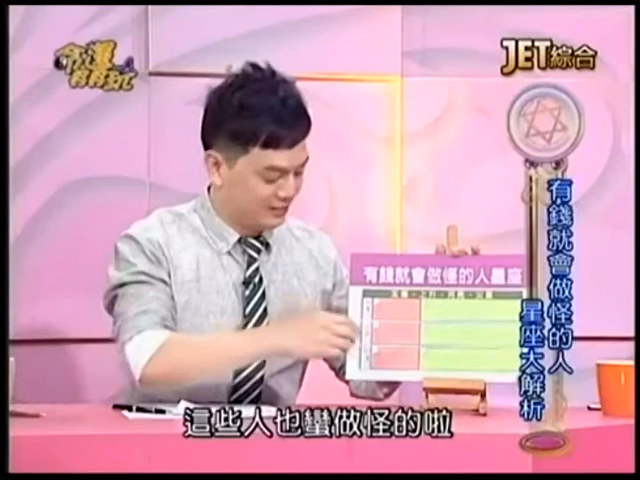 命運好好玩
JET綜合
有錢就會做怪的人
星座大解析
有錢就會做怪的人星座
這些人也蠻做怪的啦